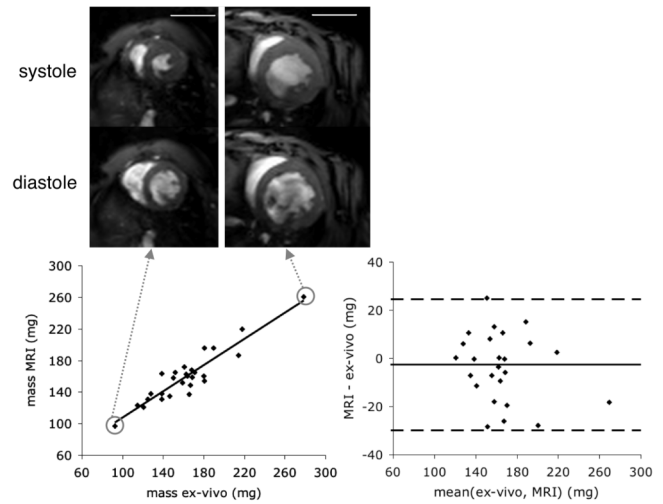 systole
diastole
300
260
220
180
140
100
60
mass MRI (mg)
60 100 140 180 220 260 300
mass ex-vivo (mg)
40
20
0
-20
-40
MRI - ex-vivo (mg)
60 100 140 180 220 260 300
mean(ex-vivo, MRI) (mg)